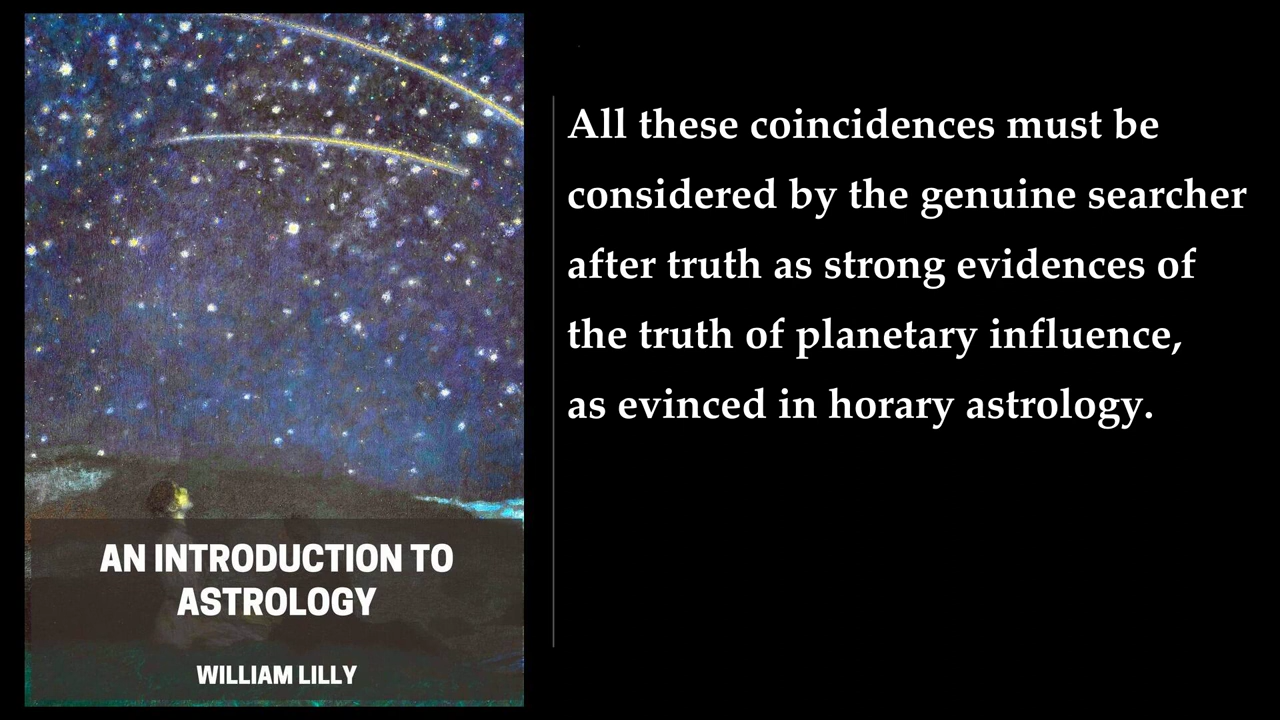 All these coincidences must be
considered by the genuine searcher
after truth as strong evidences of
the truth of planetary influence,
as evinced in horary astrology.
AN INTRODUCTION TO
ASTROLOGY
WILLIAM LILLY